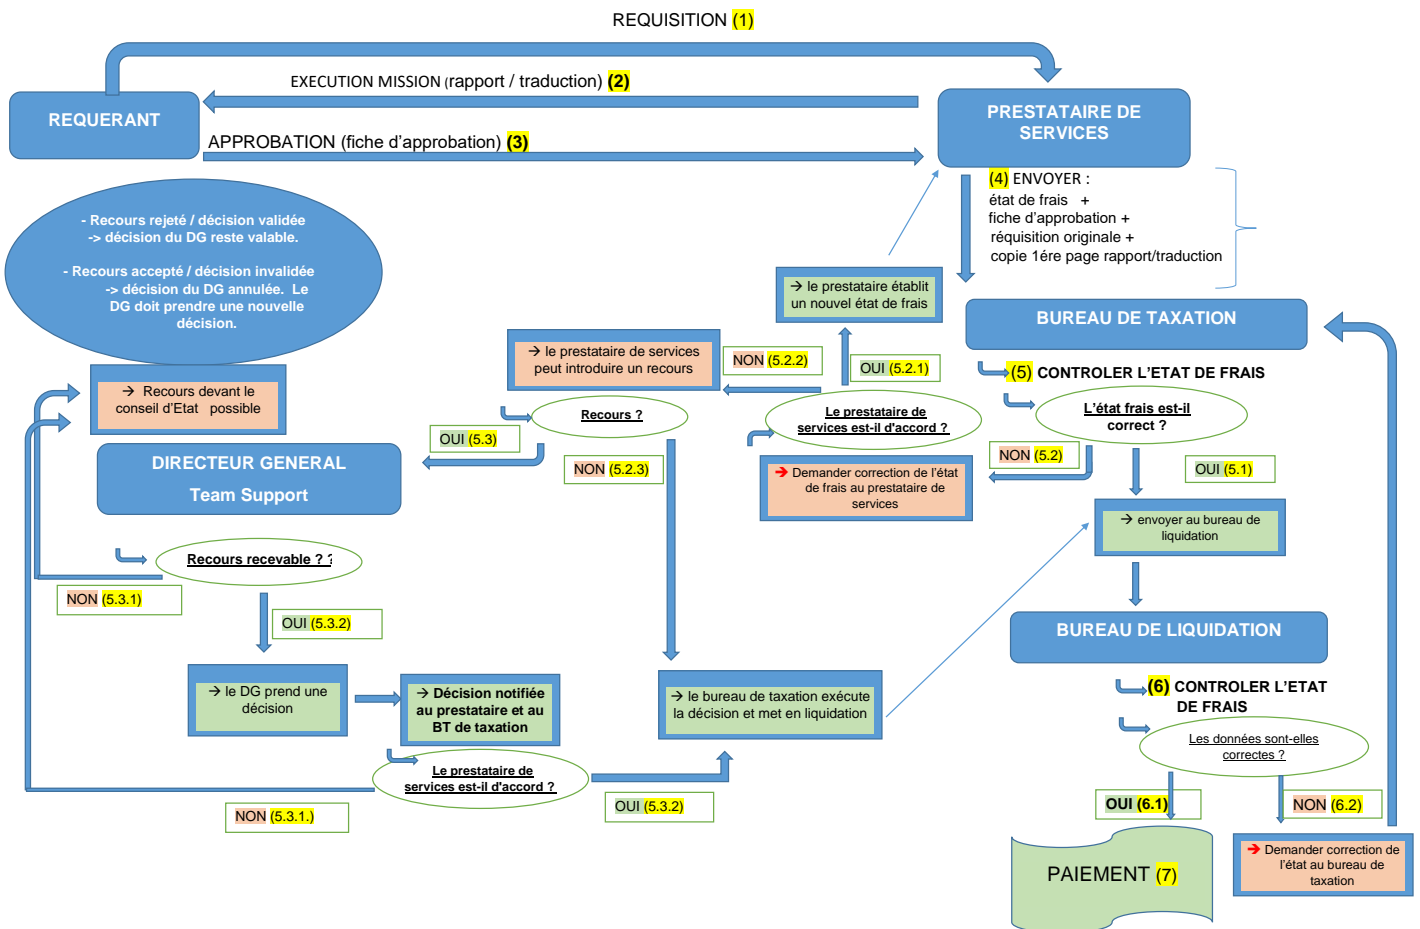 REQUISITION (1)
EXECUTION MISSION (rapport / traduction) (2)
REQUERANT
PRESTATAIRE DE
SERVICES
APPROBATION (fiche d'approbation) (3)
(4) ENVOYER :
état de frais +
fiche d'approbation +
réquisition originale +
copie 1ére page rapport/traduction
- Recours rejeté / décision validée
-> décision du DG reste valable.
- Recours accepté / décision invalidée
-> décision du DG annulée. Le
DG doit prendre une nouvelle
décision.
→ le prestataire établit
un nouvel état de frais
BUREAU DE TAXATION
→ le prestataire de services
peut introduire un recours
NON (5.2.2)
OUI (5.2.1)
(5) CONTROLER L'ETAT DE FRAIS
→ Recours devant le
conseil d'Etat possible
Recours ?
Le prestataire de
services est-il d'accord ?
L'état frais est-il
correct ?
OUI (5.3)
NON (5.2.3)
NON (5.2)
OUI (5.1)
DIRECTEUR GENERAL
Team Support
→ Demander correction de l'état
de frais au prestataire de
services
→ envoyer au bureau de
liquidation
Recours recevable ? ?
NON (5.3.1)
OUI (5.3.2)
BUREAU DE LIQUIDATION
→ le DG prend une
décision
→ Décision notifiée
au prestataire et au
BT de taxation
→ le bureau de taxation exécute
la décision et met en liquidation
(6) CONTROLER L'ETAT
DE FRAIS
Les données sont-elles
correctes ?
Le prestataire de
services est-il d'accord ?
NON (5.3.1.)
OUI (5.3.2)
OUI (6.1)
NON (6.2)
PAIEMENT (7)
→ Demander correction de
l'état au bureau de
taxation